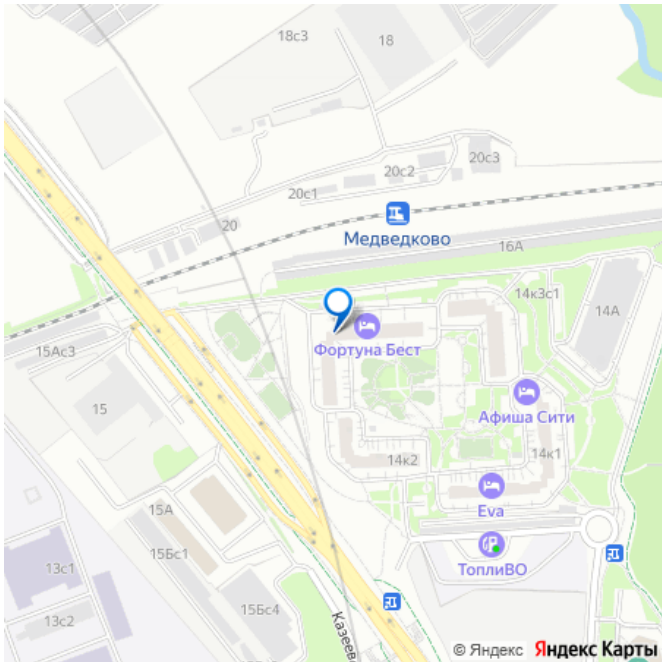 18с3
18
20с3
20с2
20с1
20
Медведково
16А
14к3с1
14А
15Ас3
Фортуна Бест
15
Афиша Сити
14к2
14к1
15А
Eva
15Бс1
13с1
ТоплиВО
15Бс4
13с2
Казеев
© Яндекс Яндекс Карты